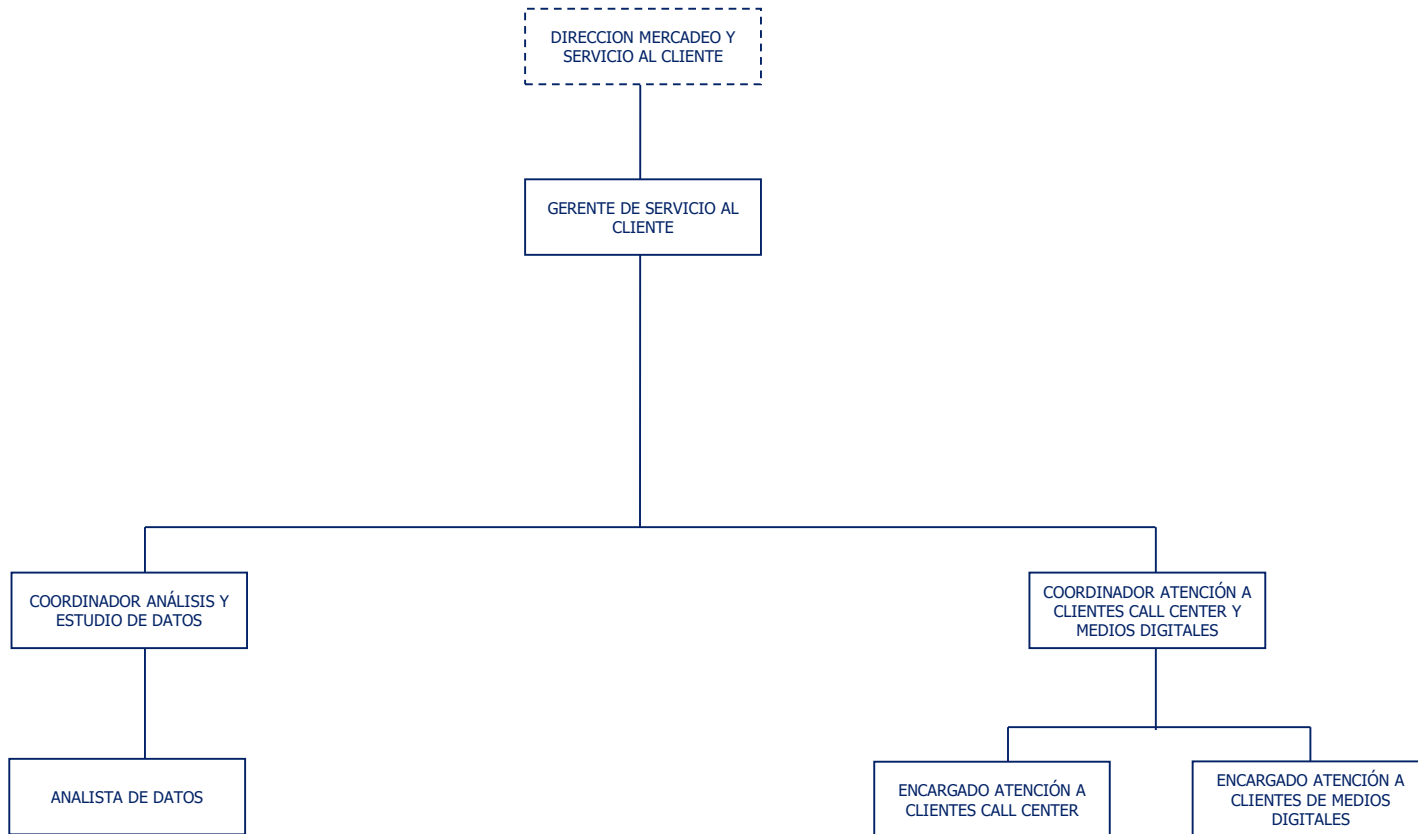 DIRECCION MERCADEO Y
SERVICIO AL CLIENTE
GERENTE DE SERVICIO AL
CLIENTE
COORDINADOR ANÁLISIS Y
ESTUDIO DE DATOS
COORDINADOR ATENCIÓN A
CLIENTES CALL CENTER Y
MEDIOS DIGITALES
ANALISTA DE DATOS
ENCARGADO ATENCIÓN A
CLIENTES CALL CENTER
ENCARGADO ATENCIÓN A
CLIENTES DE MEDIOS
DIGITALES